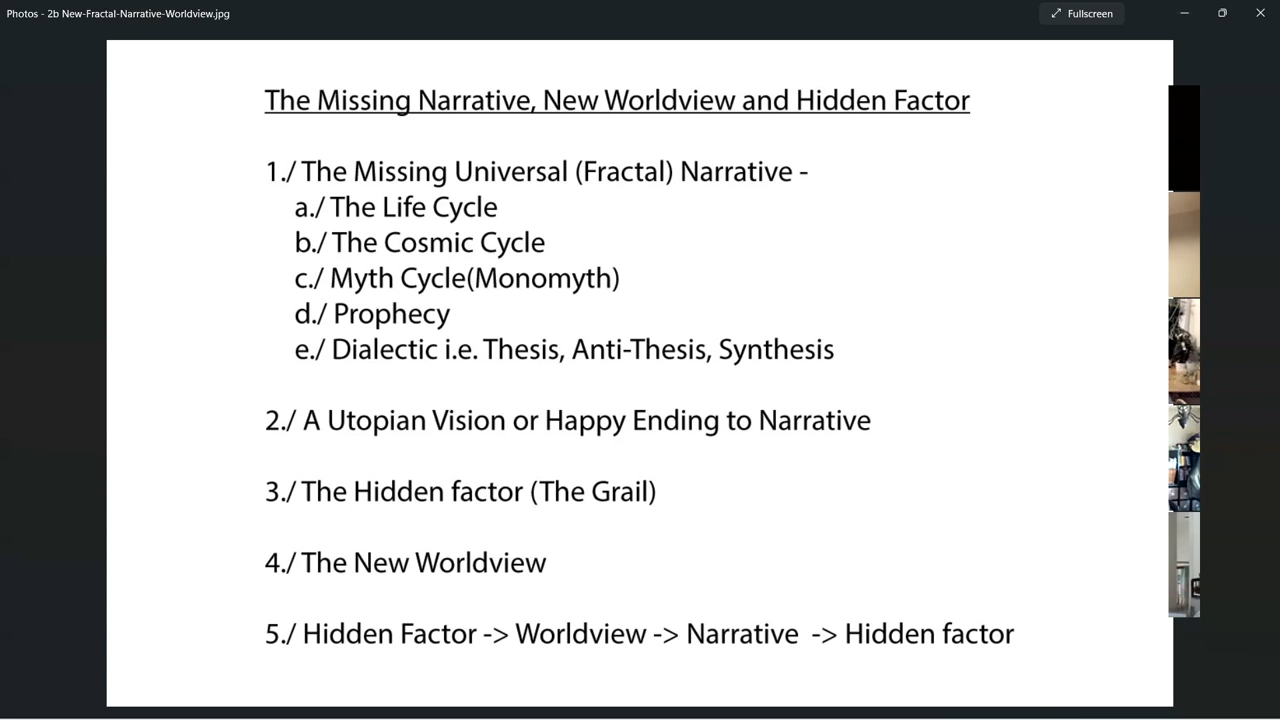 Photos - 2b New-Fractal-Narrative-Worldview.jpg
Fullscreen
The Missing Narrative, New Worldview and Hidden Factor
1./ The Missing Universal (Fractal) Narrative -
a./ The Life Cycle
b./ The Cosmic Cycle
c./ Myth Cycle(Monomyth)
d./ Prophecy
e./ Dialectic i.e. Thesis, Anti-Thesis, Synthesis
2./ A Utopian Vision or Happy Ending to Narrative
3./ The Hidden factor (The Grail)
4./ The New Worldview
5./ Hidden Factor -> Worldview -> Narrative -> Hidden factor